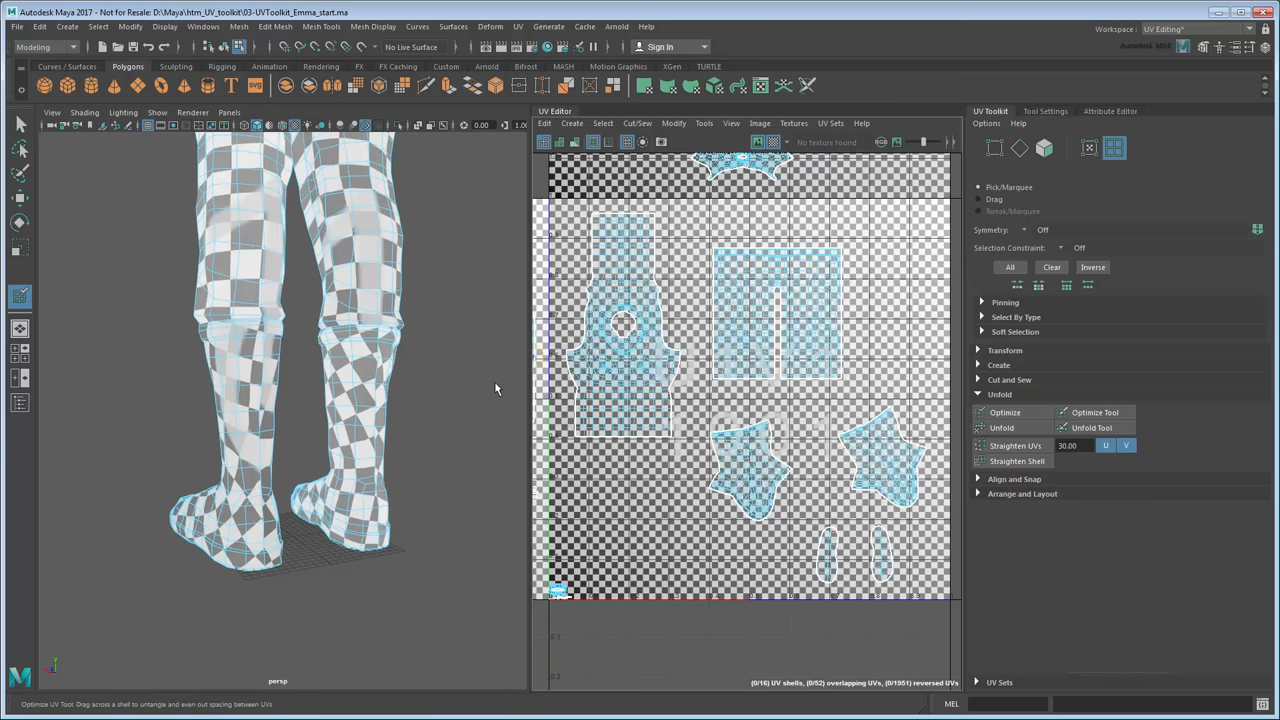 Autodesk Maya 2017 - Not for Resale: D:\Maya\htm_UV_toolkit\03-UVToolkit_Emma_start.ma
File Edit Create Select Modify Display Windows Mesh Edit Mesh Mesh Tools Mesh Display Curves Surfaces Deform UV Generate Cache Arnold Help
Workspace: UV Editing*
Modeling No Live Surface Sign In
Curves / Surfaces Polygons Sculpting Rigging Animation Rendering FX FX Caching Custom Arnold Bifrost MASH Motion Graphics XGen TURTLE
SVG
View Shading Lighting Show Renderer Panels
0.00 1.00
UV Editor
Edit Create Select Cut/Sew Modify Tools View Image Textures UV Sets Help
No texture found
RGB
UV Toolkit Tool Settings Attribute Editor
Options Help
Pick/Marquee
Drag
Tweak/Marquee
Symmetry: Off
Selection Constraint: Off
All Clear Inverse
Pinning
Select By Type
Soft Selection
Transform
Create
Cut and Sew
Unfold
Optimize Optimize Tool
Unfold Unfold Tool
Straighten UVs 30.00 U V
Straighten Shell
Align and Snap
Arrange and Layout
persp
(0/16) UV shells, (0/52) overlapping UVs, (0/1951) reversed UVs
UV Sets
Optimize UV Tool: Drag across a shell to untangle and even out spacing between UVs
MEL